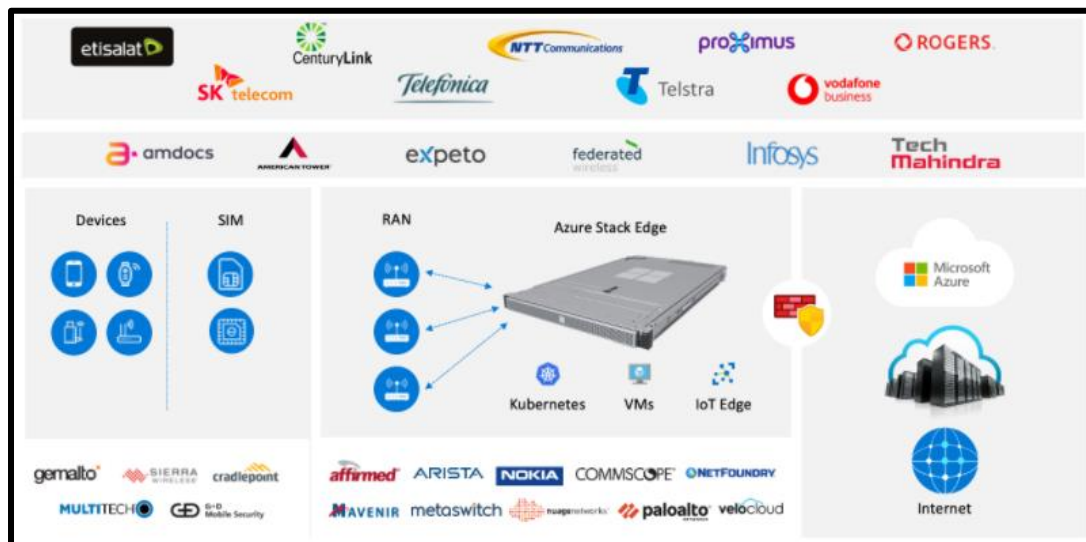 etisalat
CenturyLink
NTT Communications
proximus
ROGERS
SK telecom
Telefónica
Telstra
vodafone
business
amdocs
AMERICAN TOWER
expeto
federated
wireless
Infosys
Tech
Mahindra
Devices
SIM
RAN
Azure Stack Edge
Kubernetes
VMs
IoT Edge
Microsoft
Azure
Internet
gemalto
SIERRA
WIRELESS
cradlepoint
MULTITECH
G+D
Mobile Security
affirmed
ARISTA
NOKIA
COMMSCOPE
NETFOUNDRY
MAVENIR
metaswitch
nuagenetworks
paloalto
NETWORKS
velocloud